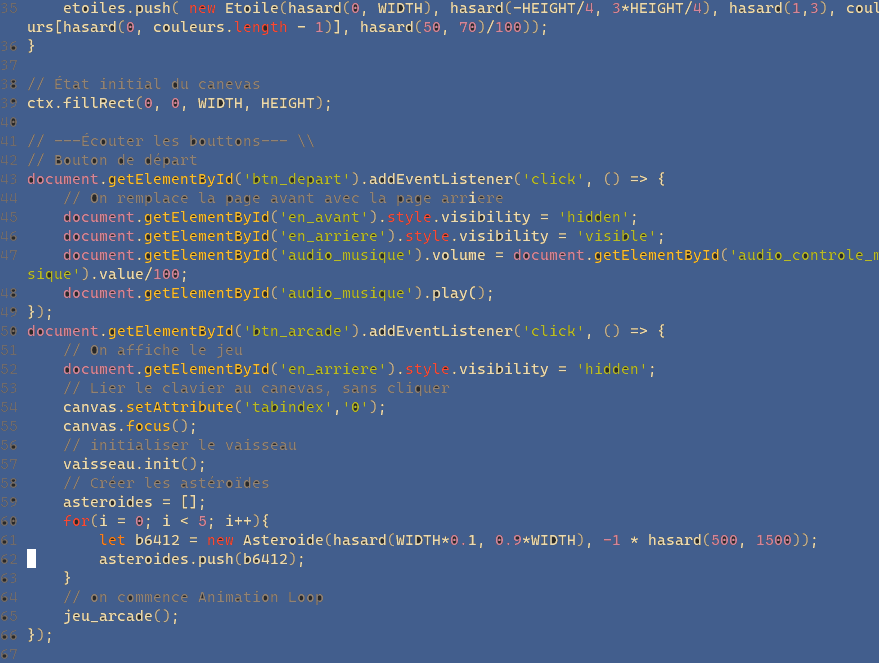 35     etoiles.push( new Etoile(hasard(0, WIDTH), hasard(-HEIGHT/4, 3*HEIGHT/4), hasard(1,3), coul
urs[hasard(0, couleurs.length - 1)], hasard(50, 70)/100));
36 }
37
38 // État initial du canevas
39 ctx.fillRect(0, 0, WIDTH, HEIGHT);
40
41 // ---Écouter les bouttons--- \\
42 // Bouton de départ
43 document.getElementById('btn_depart').addEventListener('click', () => {
44     // On remplace la page avant avec la page arriere
45     document.getElementById('en_avant').style.visibility = 'hidden';
46     document.getElementById('en_arriere').style.visibility = 'visible';
47     document.getElementById('audio_musique').volume = document.getElementById('audio_controle_m
sique').value/100;
48     document.getElementById('audio_musique').play();
49 });
50 document.getElementById('btn_arcade').addEventListener('click', () => {
51     // On affiche le jeu
52     document.getElementById('en_arriere').style.visibility = 'hidden';
53     // Lier le clavier au canevas, sans cliquer
54     canvas.setAttribute('tabindex','0');
55     canvas.focus();
56     // initialiser le vaisseau
57     vaisseau.init();
58     // Créer les astéroïdes
59     asteroides = [];
60     for(i = 0; i < 5; i++){
61         let b6412 = new Asteroide(hasard(WIDTH*0.1, 0.9*WIDTH), -1 * hasard(500, 1500));
62         asteroides.push(b6412);
63     }
64     // on commence Animation Loop
65     jeu_arcade();
66 });
67